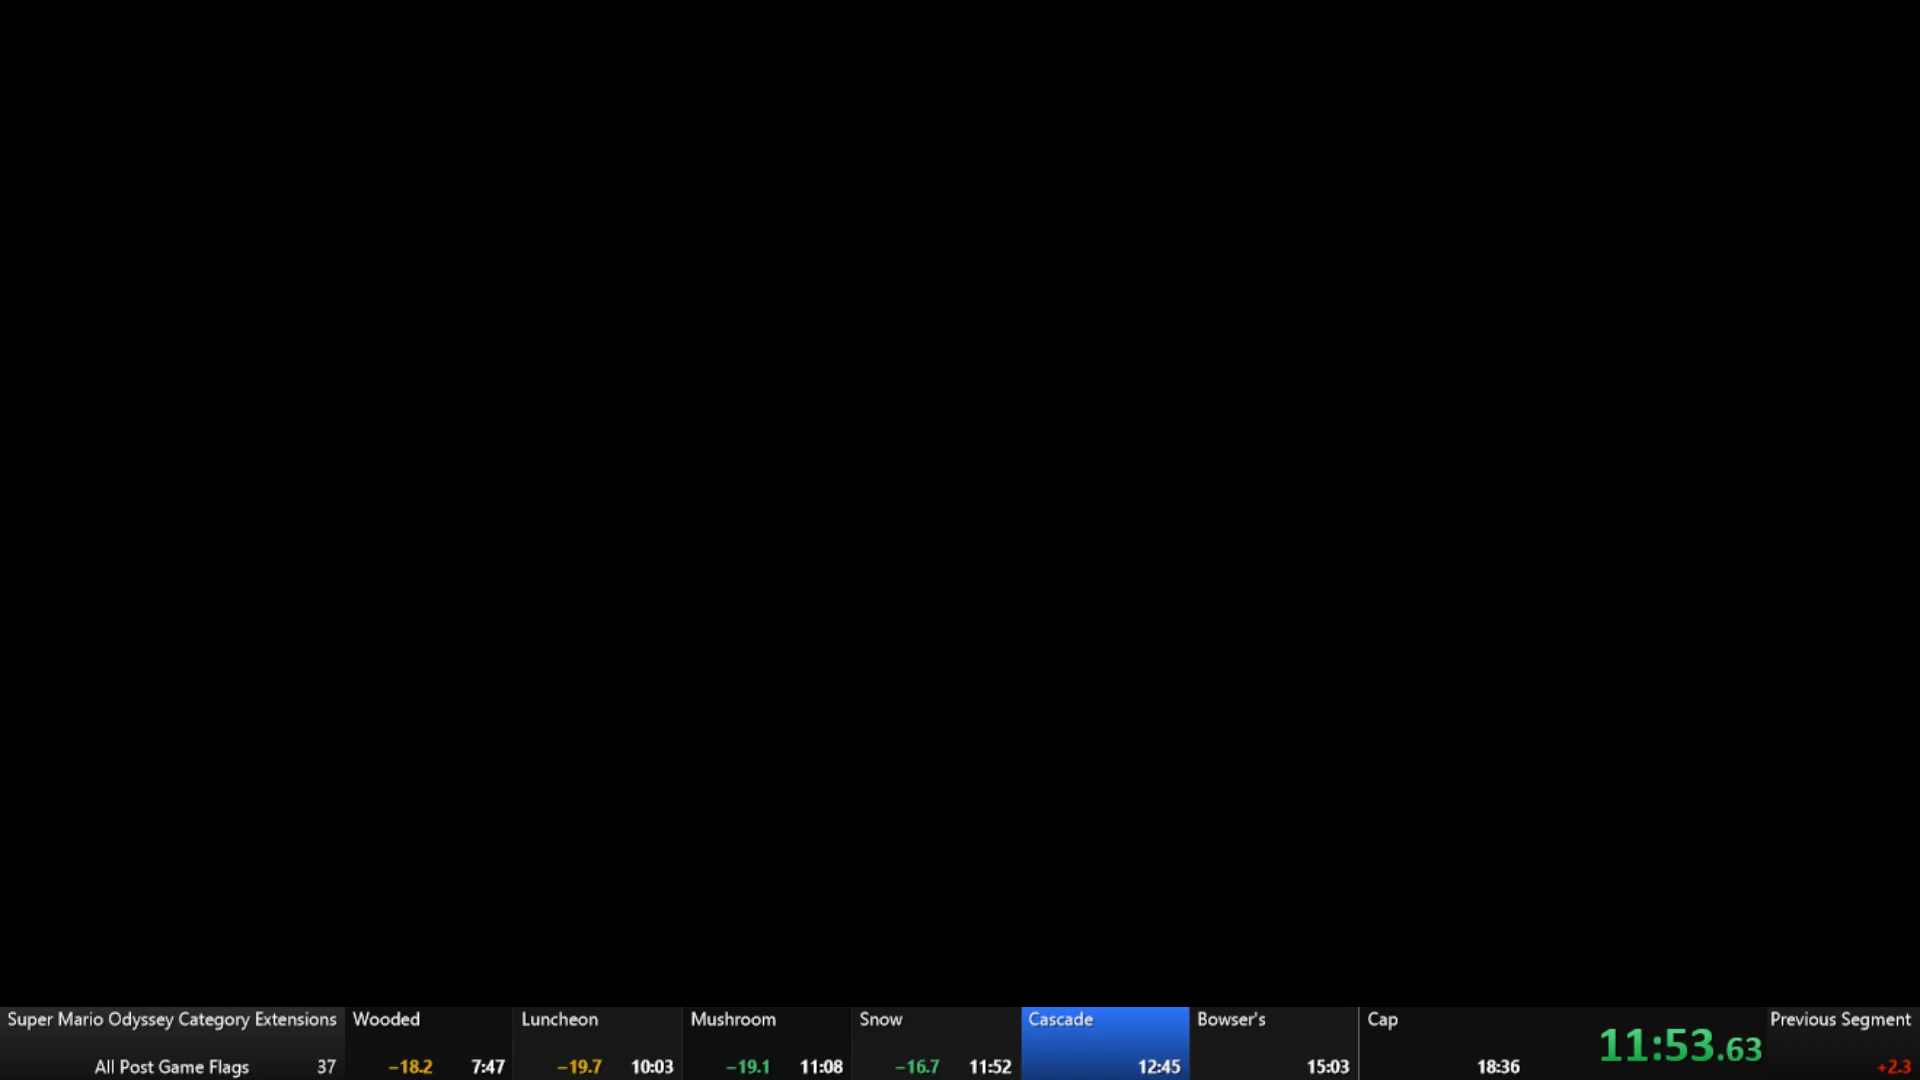 Super Mario Odyssey Category Extensions
All Post Game Flags 37
Wooded
−18.2 7:47
Luncheon
−19.7 10:03
Mushroom
−19.1 11:08
Snow
−16.7 11:52
Cascade
12:45
Bowser's
15:03
Cap
18:36
11:53.63
Previous Segment
+2.3